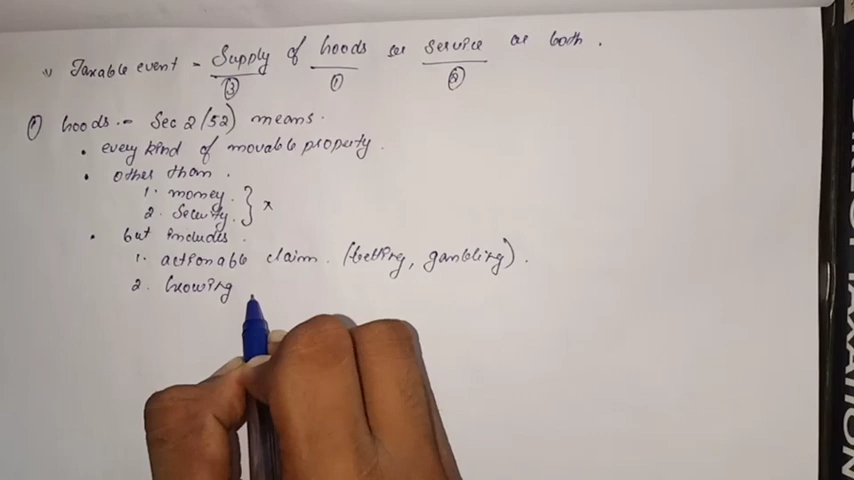 Taxable event - Supply of Goods or service or both .
③ ① ②
① Goods :- Sec 2 (52) means .
• every kind of movable property .
• other than .
1. money .
2. Security . } x
• but includes .
1. actionable claim . (betting, gambling) .
2. Growing
TAXATION